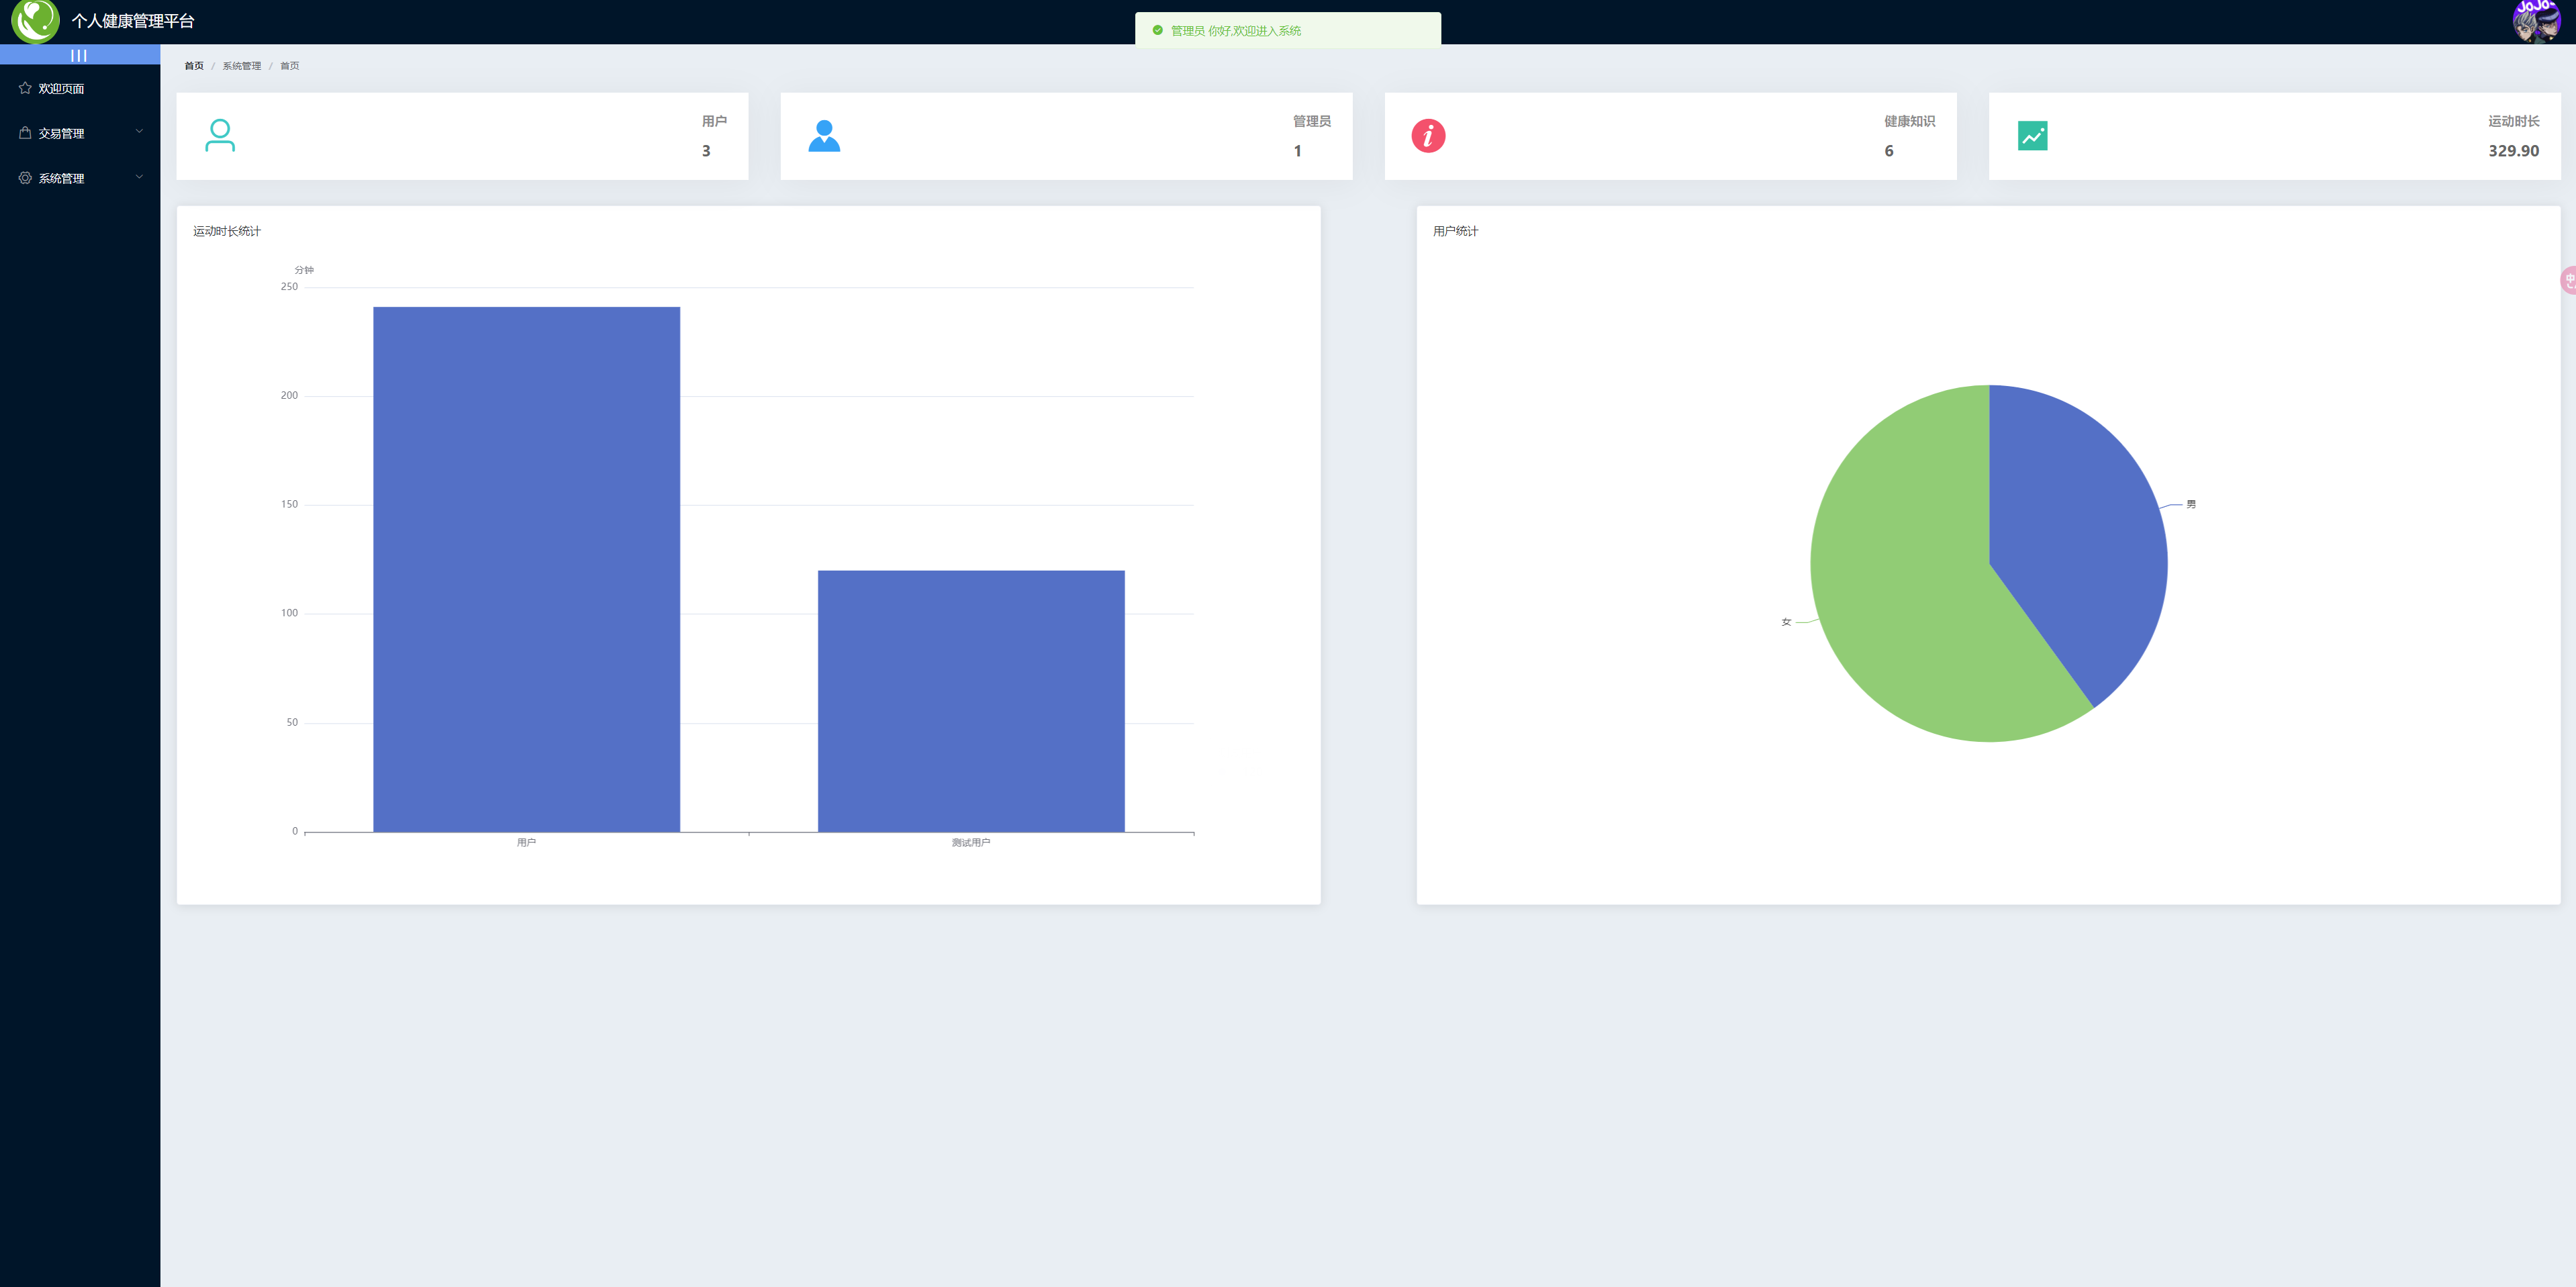 个人健康管理平台
管理员 你好,欢迎进入系统
JoJo
首页 / 系统管理 / 首页
欢迎页面
交易管理
系统管理
用户
3
管理员
1
健康知识
6
运动时长
329.90
运动时长统计
分钟
250
200
150
100
50
0
用户
测试用户
用户统计
男
女
中